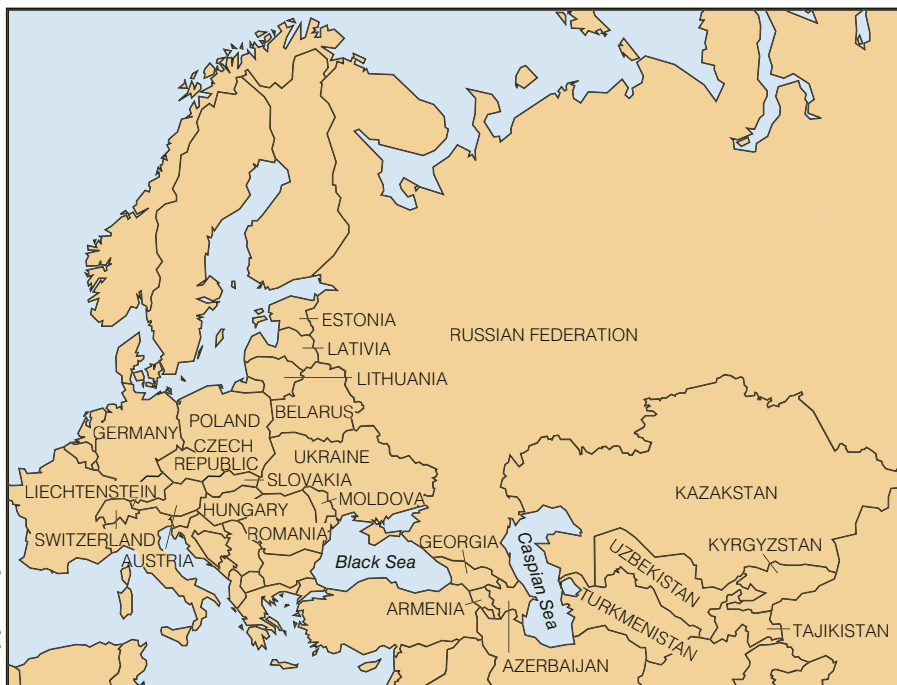 ESTONIA
RUSSIAN FEDERATION
LATIVIA
LITHUANIA
BELARUS
POLAND
GERMANY
CZECH
REPUBLIC
UKRAINE
SLOVAKIA
LIECHTENSTEIN
MOLDOVA
KAZAKSTAN
HUNGARY
ROMANIA
SWITZERLAND
AUSTRIA
GEORGIA
KYRGYZSTAN
Black Sea
Caspian Sea
UZBEKISTAN
TURKMENISTAN
ARMENIA
TAJIKISTAN
AZERBAIJAN